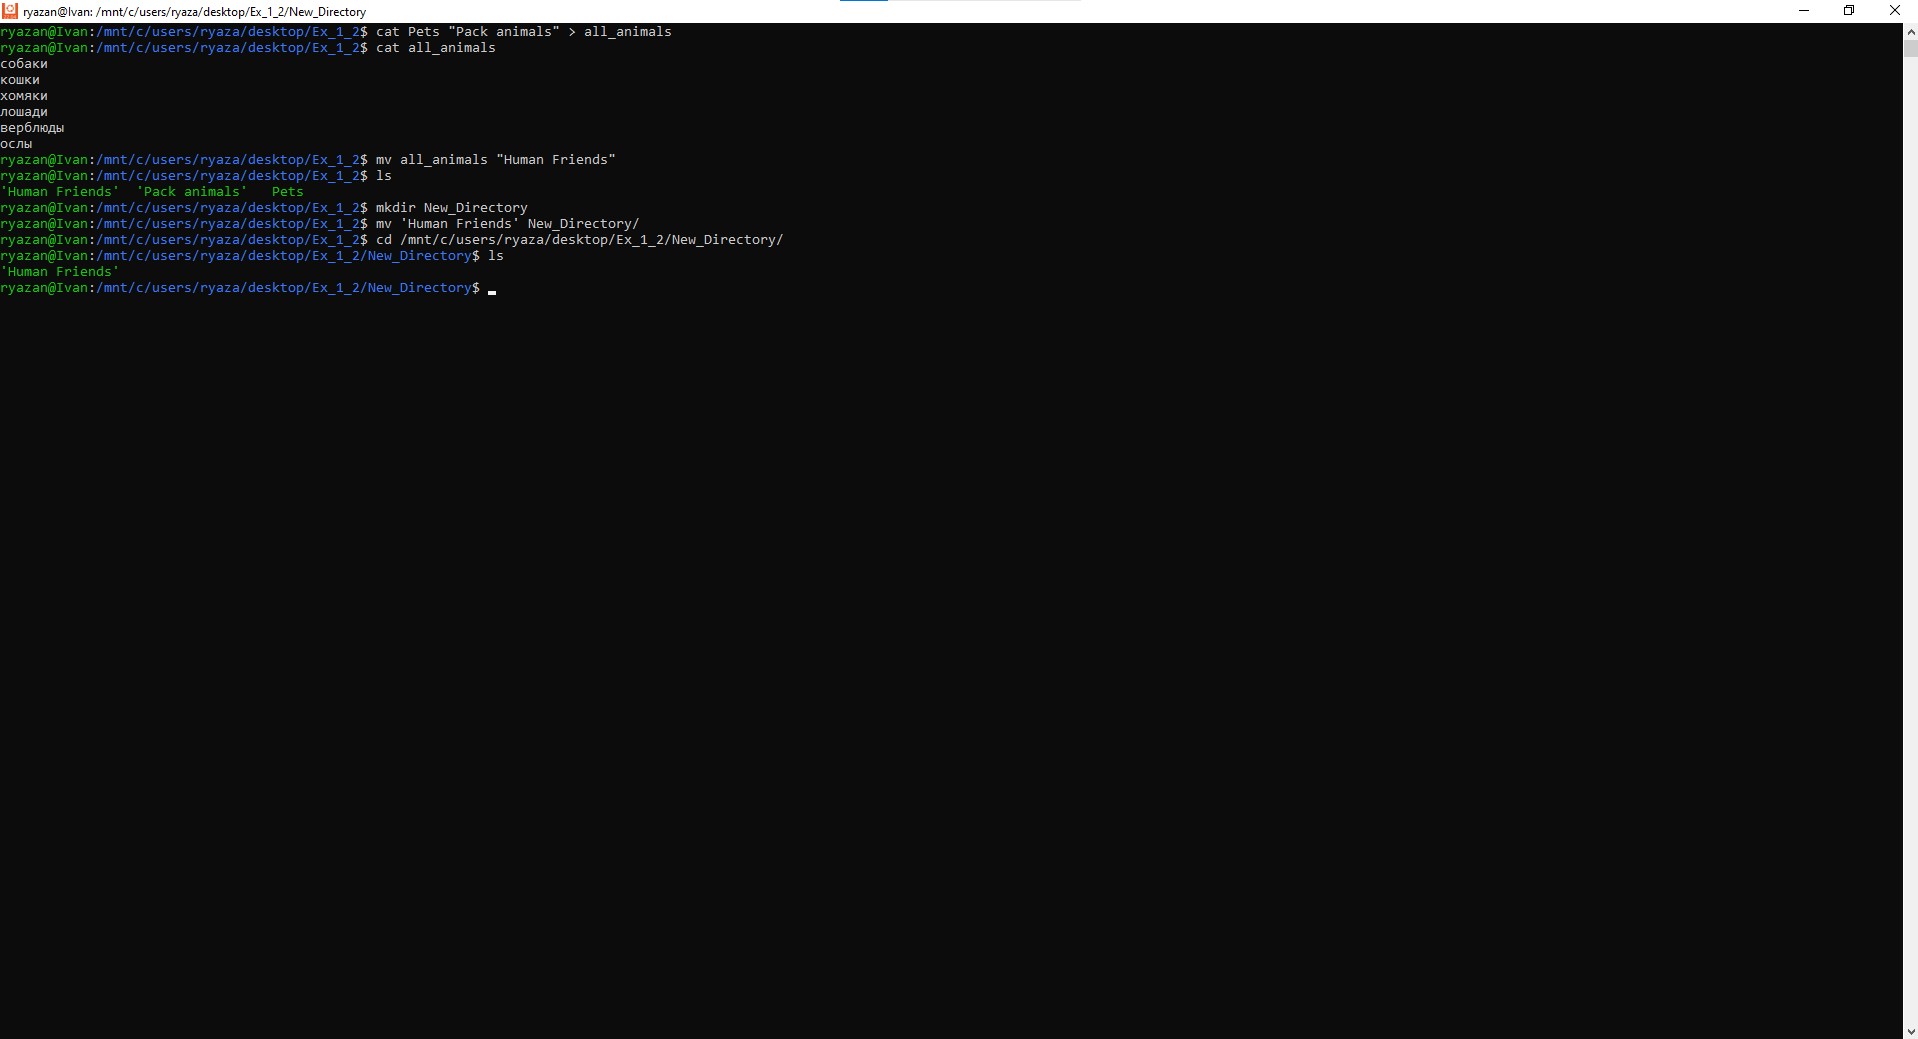 ryazan@Ivan: /mnt/c/users/ryaza/desktop/Ex_1_2/New_Directory
ryazan@Ivan:/mnt/c/users/ryaza/desktop/Ex_1_2$ cat Pets "Pack animals" > all_animals
ryazan@Ivan:/mnt/c/users/ryaza/desktop/Ex_1_2$ cat all_animals
собаки
кошки
хомяки
лошади
верблюды
ослы
ryazan@Ivan:/mnt/c/users/ryaza/desktop/Ex_1_2$ mv all_animals "Human Friends"
ryazan@Ivan:/mnt/c/users/ryaza/desktop/Ex_1_2$ ls
'Human Friends'  'Pack animals'   Pets
ryazan@Ivan:/mnt/c/users/ryaza/desktop/Ex_1_2$ mkdir New_Directory
ryazan@Ivan:/mnt/c/users/ryaza/desktop/Ex_1_2$ mv 'Human Friends' New_Directory/
ryazan@Ivan:/mnt/c/users/ryaza/desktop/Ex_1_2$ cd /mnt/c/users/ryaza/desktop/Ex_1_2/New_Directory/
ryazan@Ivan:/mnt/c/users/ryaza/desktop/Ex_1_2/New_Directory$ ls
'Human Friends'
ryazan@Ivan:/mnt/c/users/ryaza/desktop/Ex_1_2/New_Directory$